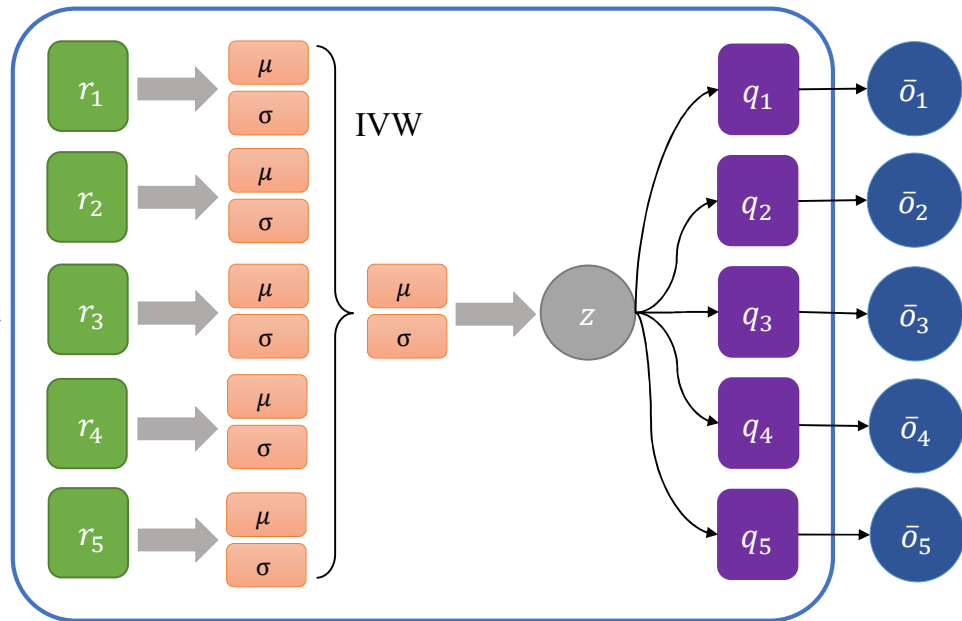 r₁ μ σ IVW q₁ ō₁
r₂ μ σ q₂ ō₂
r₃ μ σ μ σ z q₃ ō₃
r₄ μ σ q₄ ō₄
r₅ μ σ q₅ ō₅